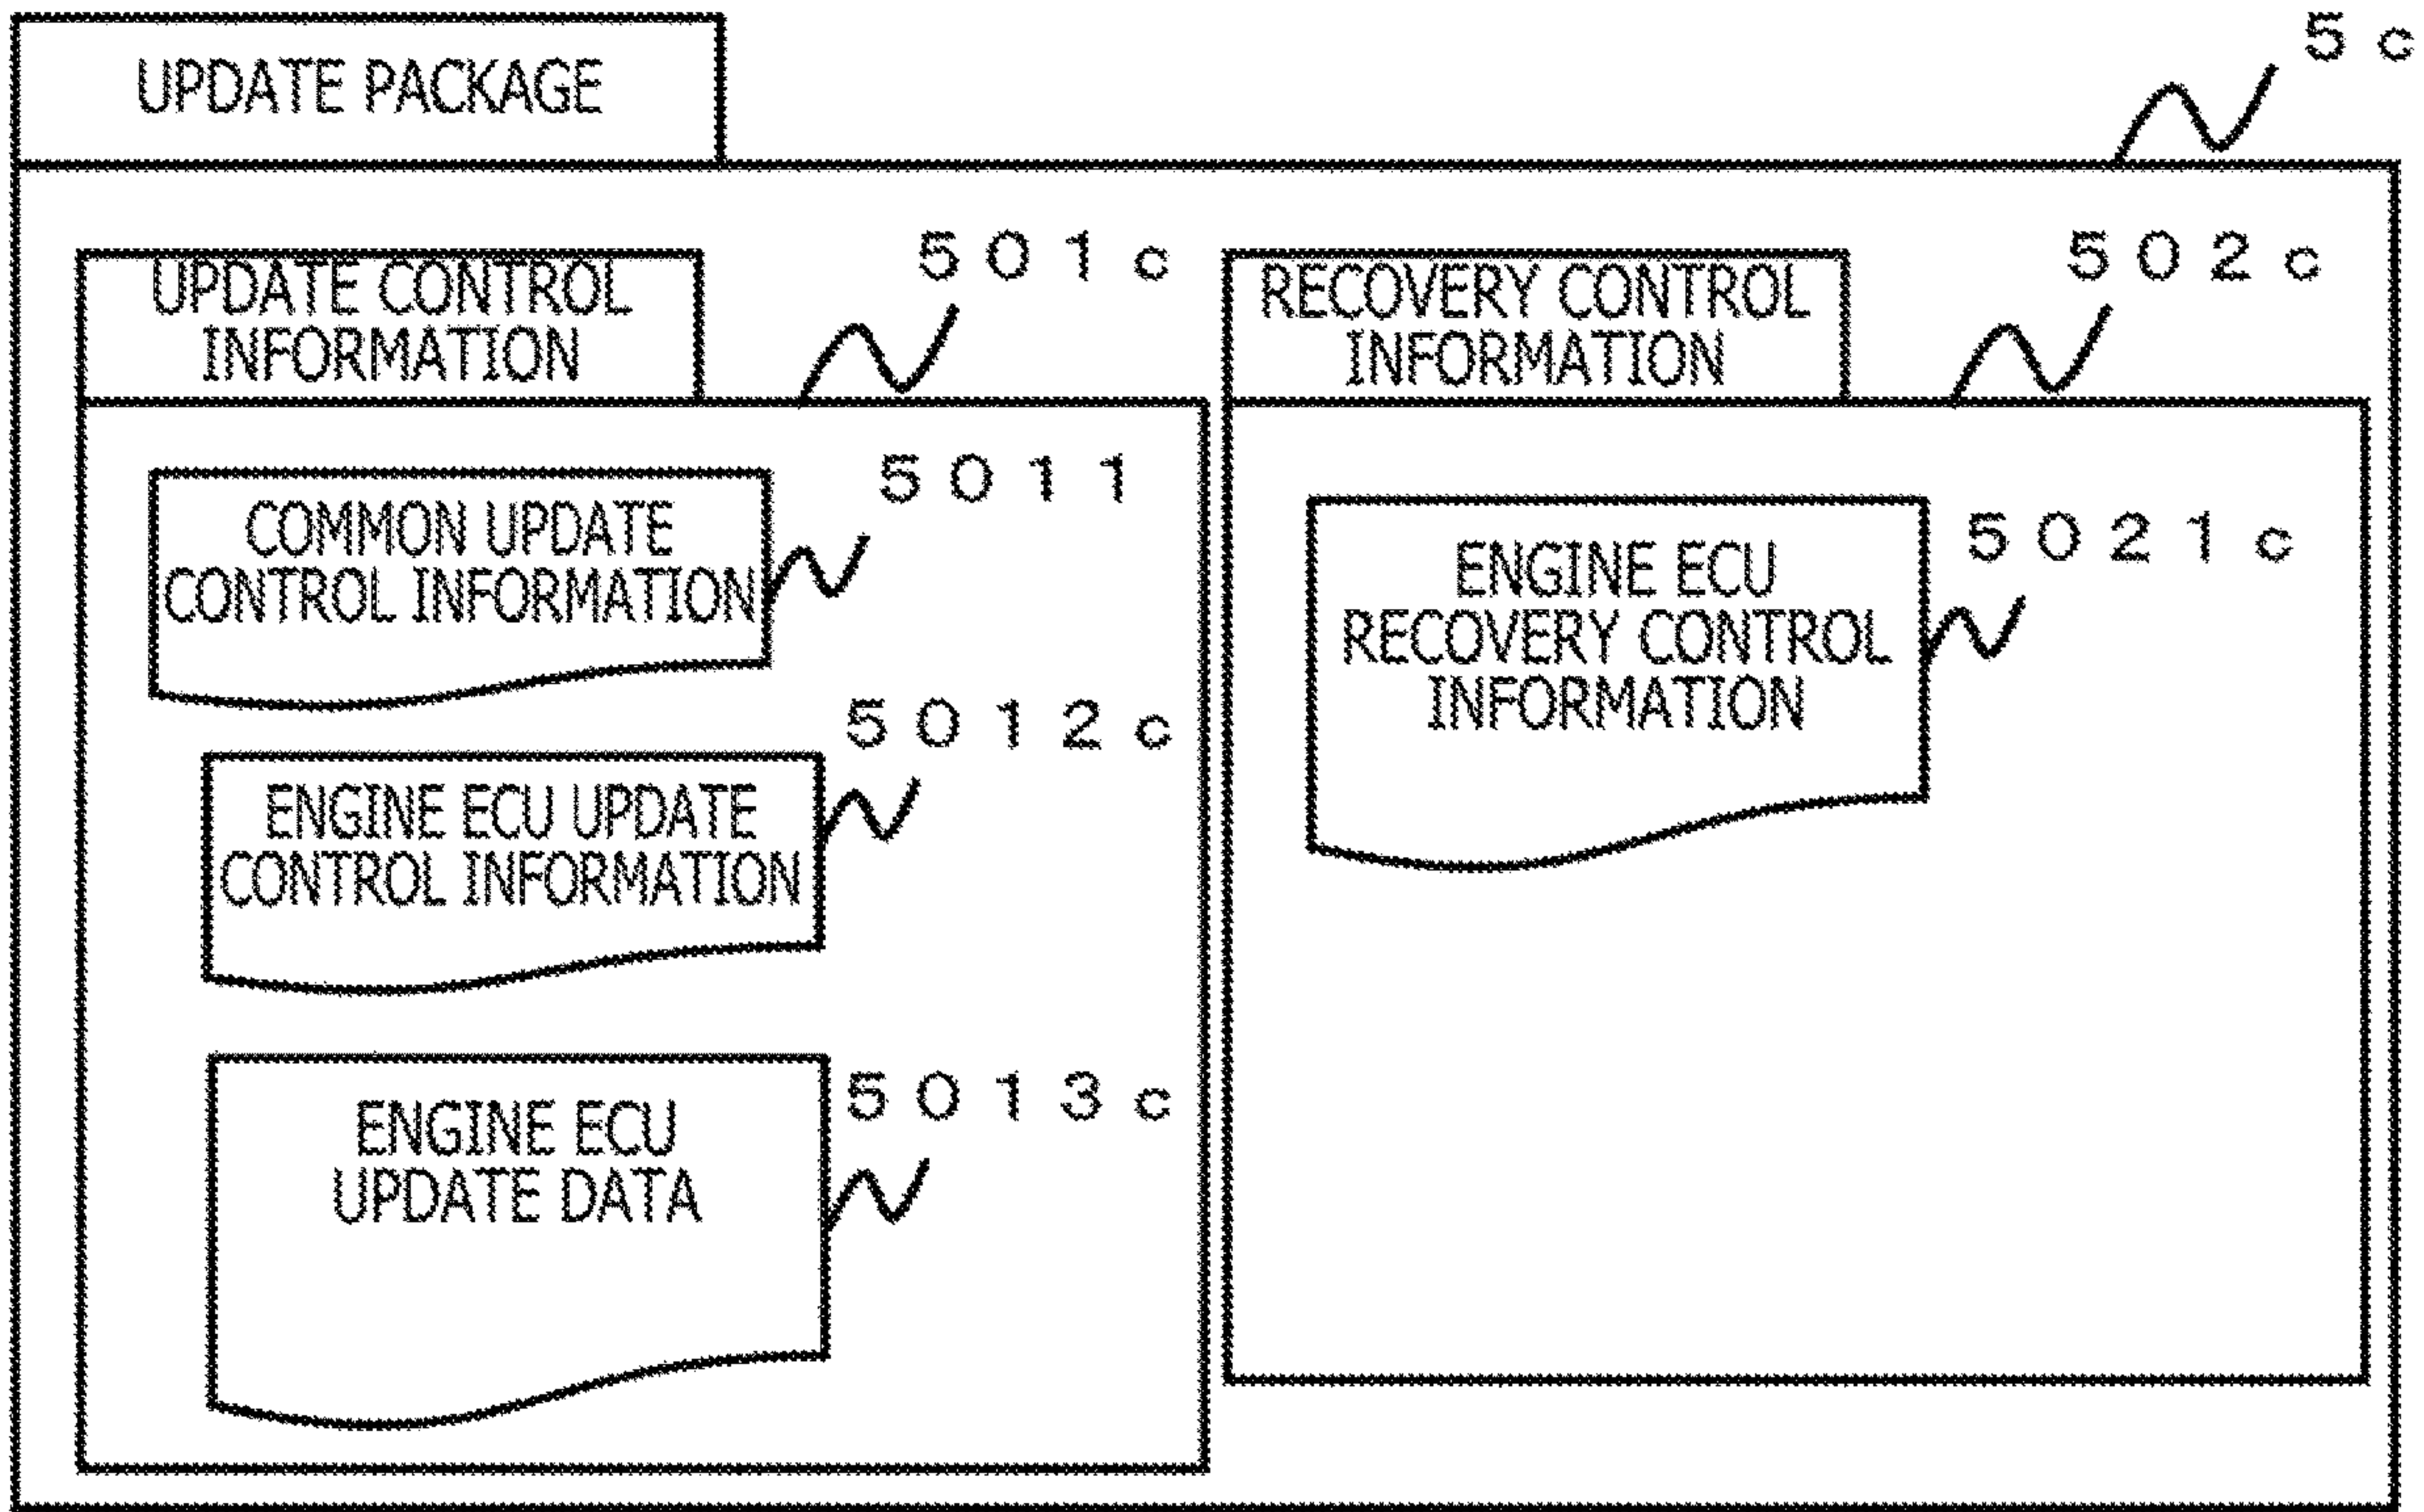 UPDATE PACKAGE
5c
UPDATE CONTROL
INFORMATION
501c
COMMON UPDATE
CONTROL INFORMATION
5011
ENGINE ECU UPDATE
CONTROL INFORMATION
5012c
ENGINE ECU
UPDATE DATA
5013c
RECOVERY CONTROL
INFORMATION
502c
ENGINE ECU
RECOVERY CONTROL
INFORMATION
5021c